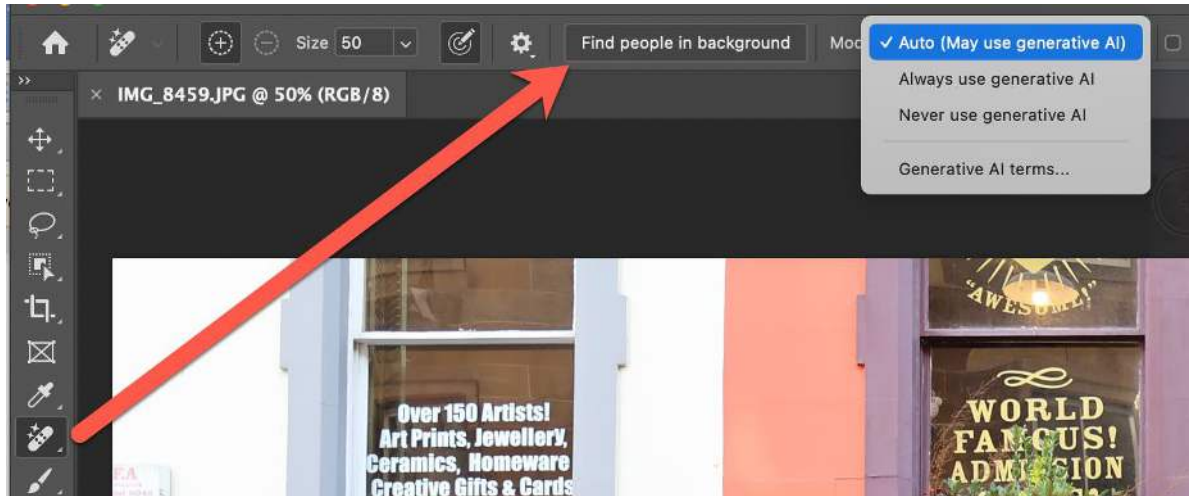 Size 50
Find people in background
✓ Auto (May use generative AI)
Always use generative AI
Never use generative AI
Generative AI terms...
× IMG_8459.JPG @ 50% (RGB/8)
"AWESOME!"
Over 150 Artists!
Art Prints, Jewellery,
Ceramics, Homeware
Creative Gifts & Cards
WORLD
FAMOUS!
ADMISSION